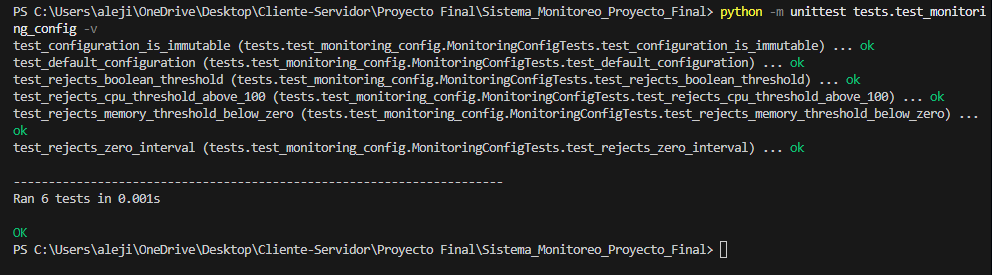 PS C:\Users\aleji\OneDrive\Desktop\Cliente-Servidor\Proyecto Final\Sistema_Monitoreo_Proyecto_Final> python -m unittest tests.test_monitori
ng_config -v
test_configuration_is_immutable (tests.test_monitoring_config.MonitoringConfigTests.test_configuration_is_immutable) ... ok
test_default_configuration (tests.test_monitoring_config.MonitoringConfigTests.test_default_configuration) ... ok
test_rejects_boolean_threshold (tests.test_monitoring_config.MonitoringConfigTests.test_rejects_boolean_threshold) ... ok
test_rejects_cpu_threshold_above_100 (tests.test_monitoring_config.MonitoringConfigTests.test_rejects_cpu_threshold_above_100) ... ok
test_rejects_memory_threshold_below_zero (tests.test_monitoring_config.MonitoringConfigTests.test_rejects_memory_threshold_below_zero) ...
ok
test_rejects_zero_interval (tests.test_monitoring_config.MonitoringConfigTests.test_rejects_zero_interval) ... ok
----------------------------------------------------------------------
Ran 6 tests in 0.001s
OK
PS C:\Users\aleji\OneDrive\Desktop\Cliente-Servidor\Proyecto Final\Sistema_Monitoreo_Proyecto_Final>